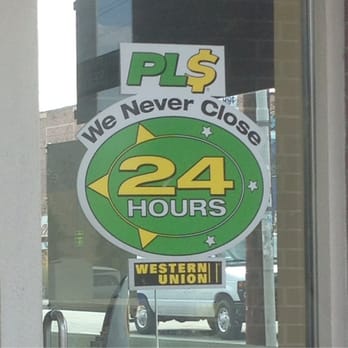 PL$
We Never Close
24
HOURS
WESTERN
UNION